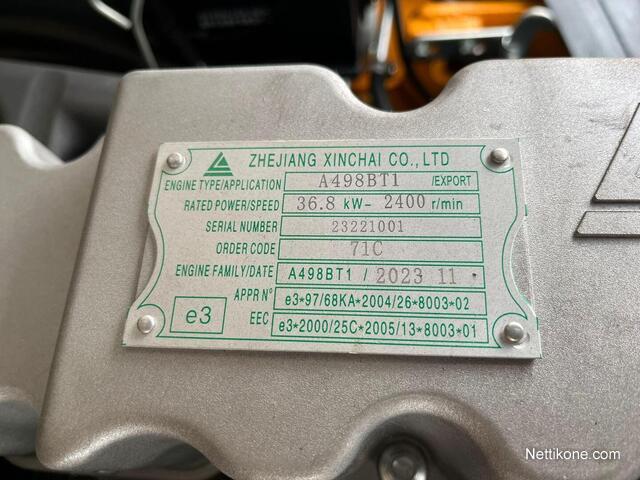 ZHEJIANG XINCHAI CO., LTD
ENGINE TYPE/APPLICATION A498BT1 /EXPORT
RATED POWER/SPEED 36.8 kW- 2400 r/min
SERIAL NUMBER 23221001
ORDER CODE 71C
ENGINE FAMILY/DATE A498BT1 / 2023 11
APPR Nº e3*97/68KA*2004/26*8003*02
e3 EEC e3*2000/25C*2005/13*8003*01
Nettikone.com